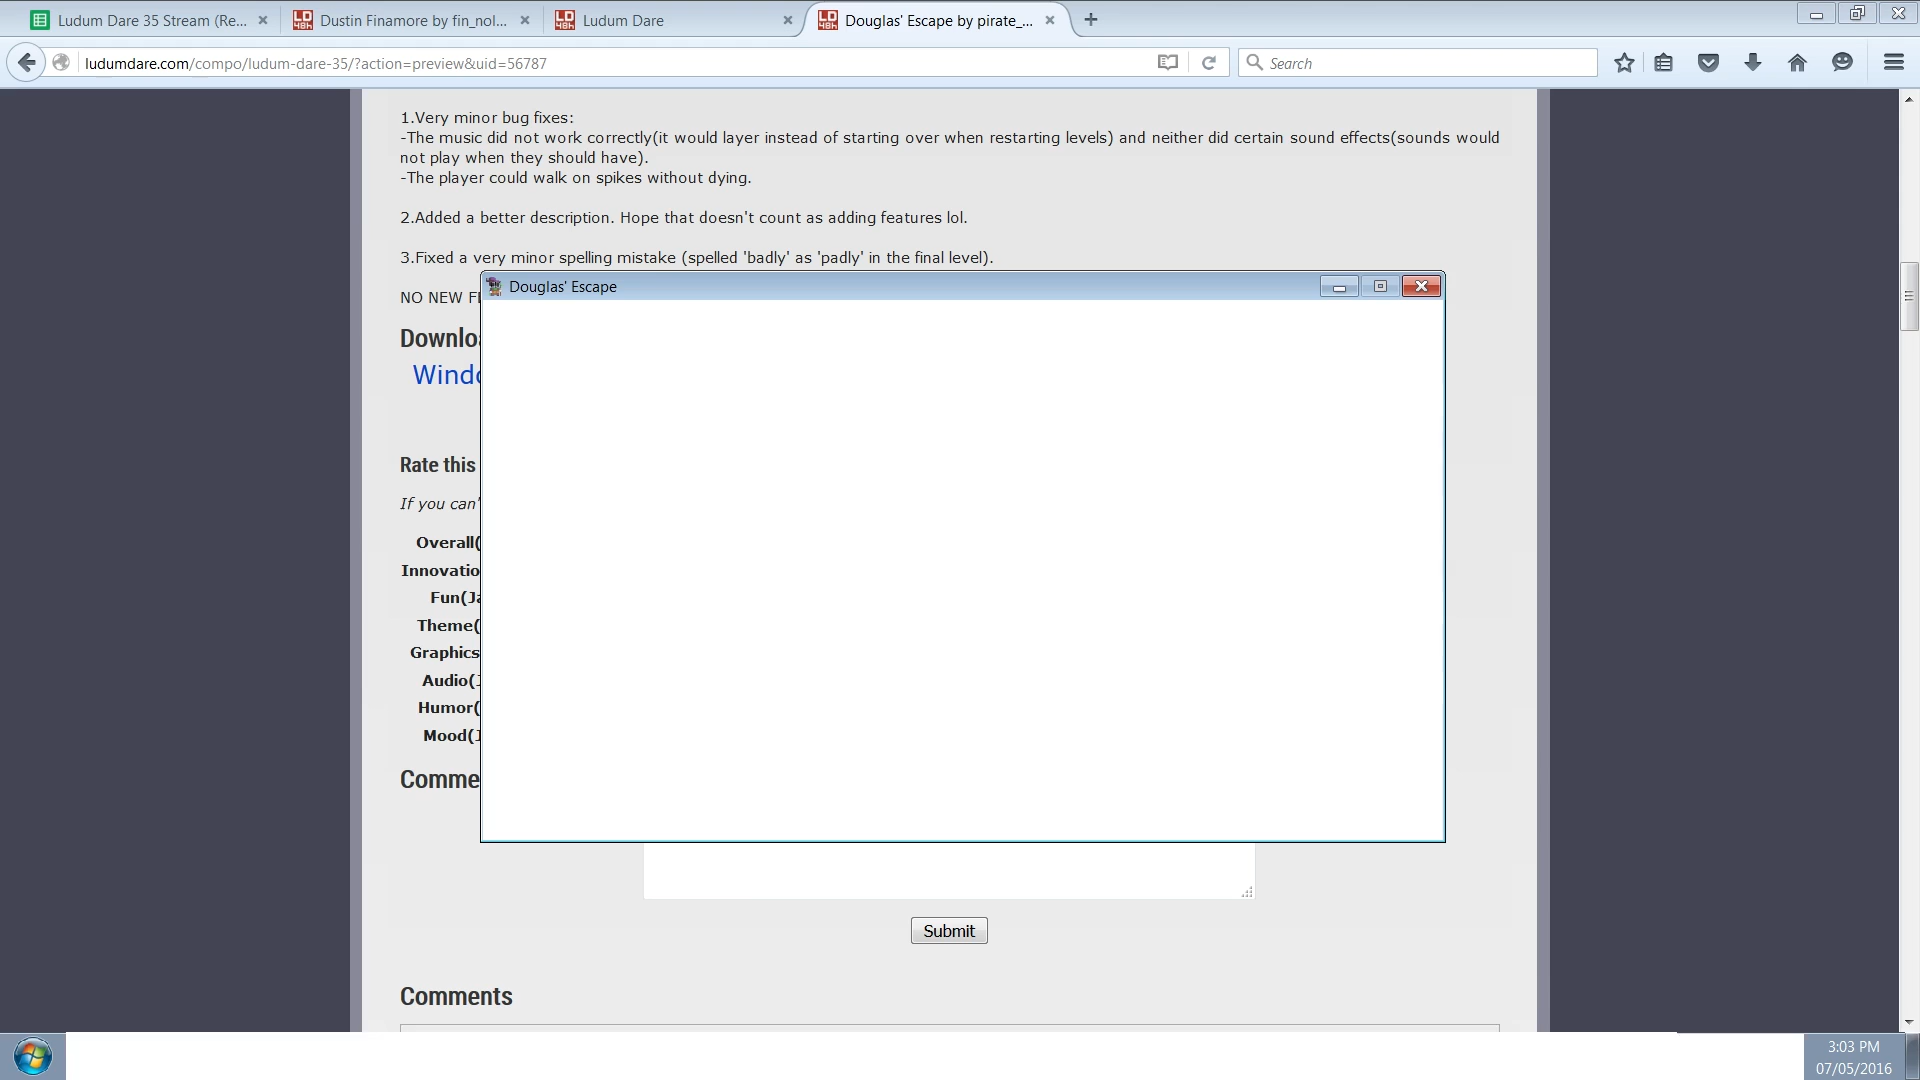 Ludum Dare 35 Stream (Re...
Dustin Finamore by fin_nol...
Ludum Dare
Douglas' Escape by pirate_...
ludumdare.com/compo/ludum-dare-35/?action=preview&uid=56787
Search
1.Very minor bug fixes:
-The music did not work correctly(it would layer instead of starting over when restarting levels) and neither did certain sound effects(sounds would
not play when they should have).
-The player could walk on spikes without dying.
2.Added a better description. Hope that doesn't count as adding features lol.
3.Fixed a very minor spelling mistake (spelled 'badly' as 'padly' in the final level).
NO NEW
Douglas' Escape
Downlo
Windo
Rate this
If you can'
Overall(
Innovatio
Fun(Ja
Theme(
Graphics
Audio(
Humor(
Mood(
Comme
Submit
Comments
3:03 PM
07/05/2016